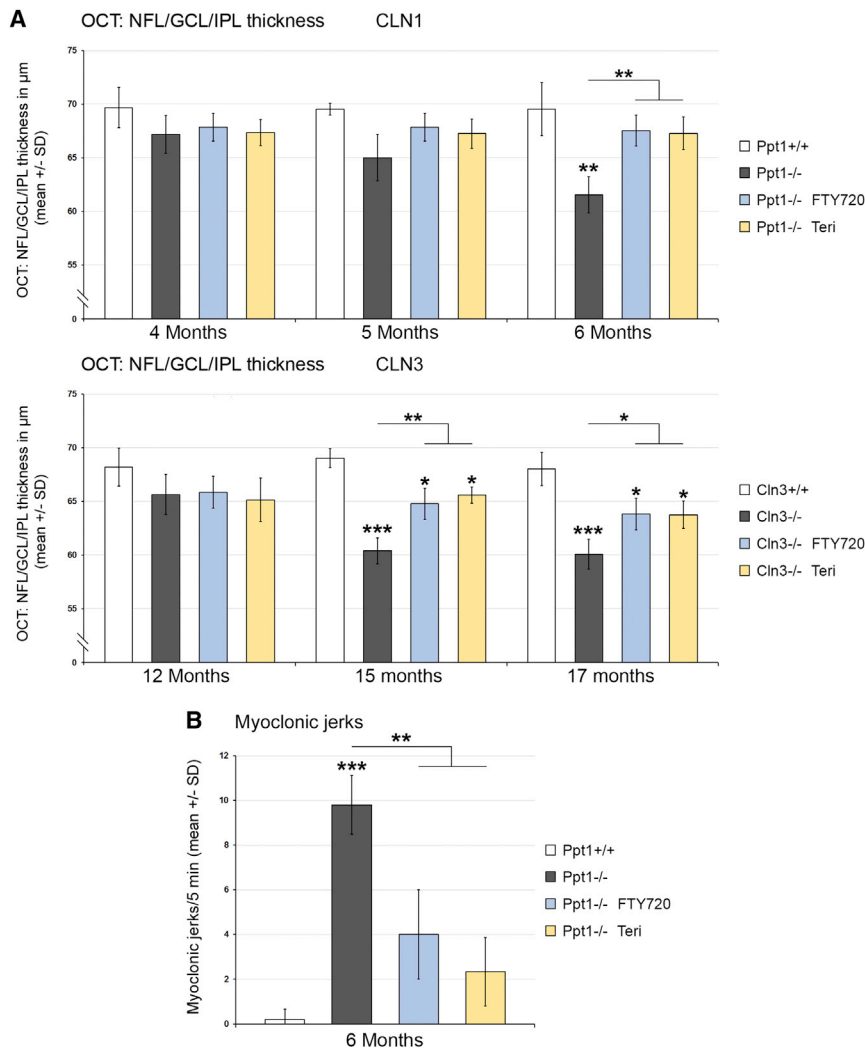 A
OCT: NFL/GCL/IPL thickness CLN1
OCT: NFL/GCL/IPL thickness in µm
(mean +/- SD)
75
70
65
60
55
0
**
**
4 Months 5 Months 6 Months
Ppt1+/+
Ppt1-/-
Ppt1-/- FTY720
Ppt1-/- Teri
OCT: NFL/GCL/IPL thickness CLN3
OCT: NFL/GCL/IPL thickness in µm
(mean +/- SD)
75
70
65
60
55
0
** *
* * * *
*** ***
12 Months 15 months 17 months
Cln3+/+
Cln3-/-
Cln3-/- FTY720
Cln3-/- Teri
B Myoclonic jerks
Myoclonic jerks/5 min (mean +/- SD)
12
10
8
6
4
2
0
**
***
6 Months
Ppt1+/+
Ppt1-/-
Ppt1-/- FTY720
Ppt1-/- Teri